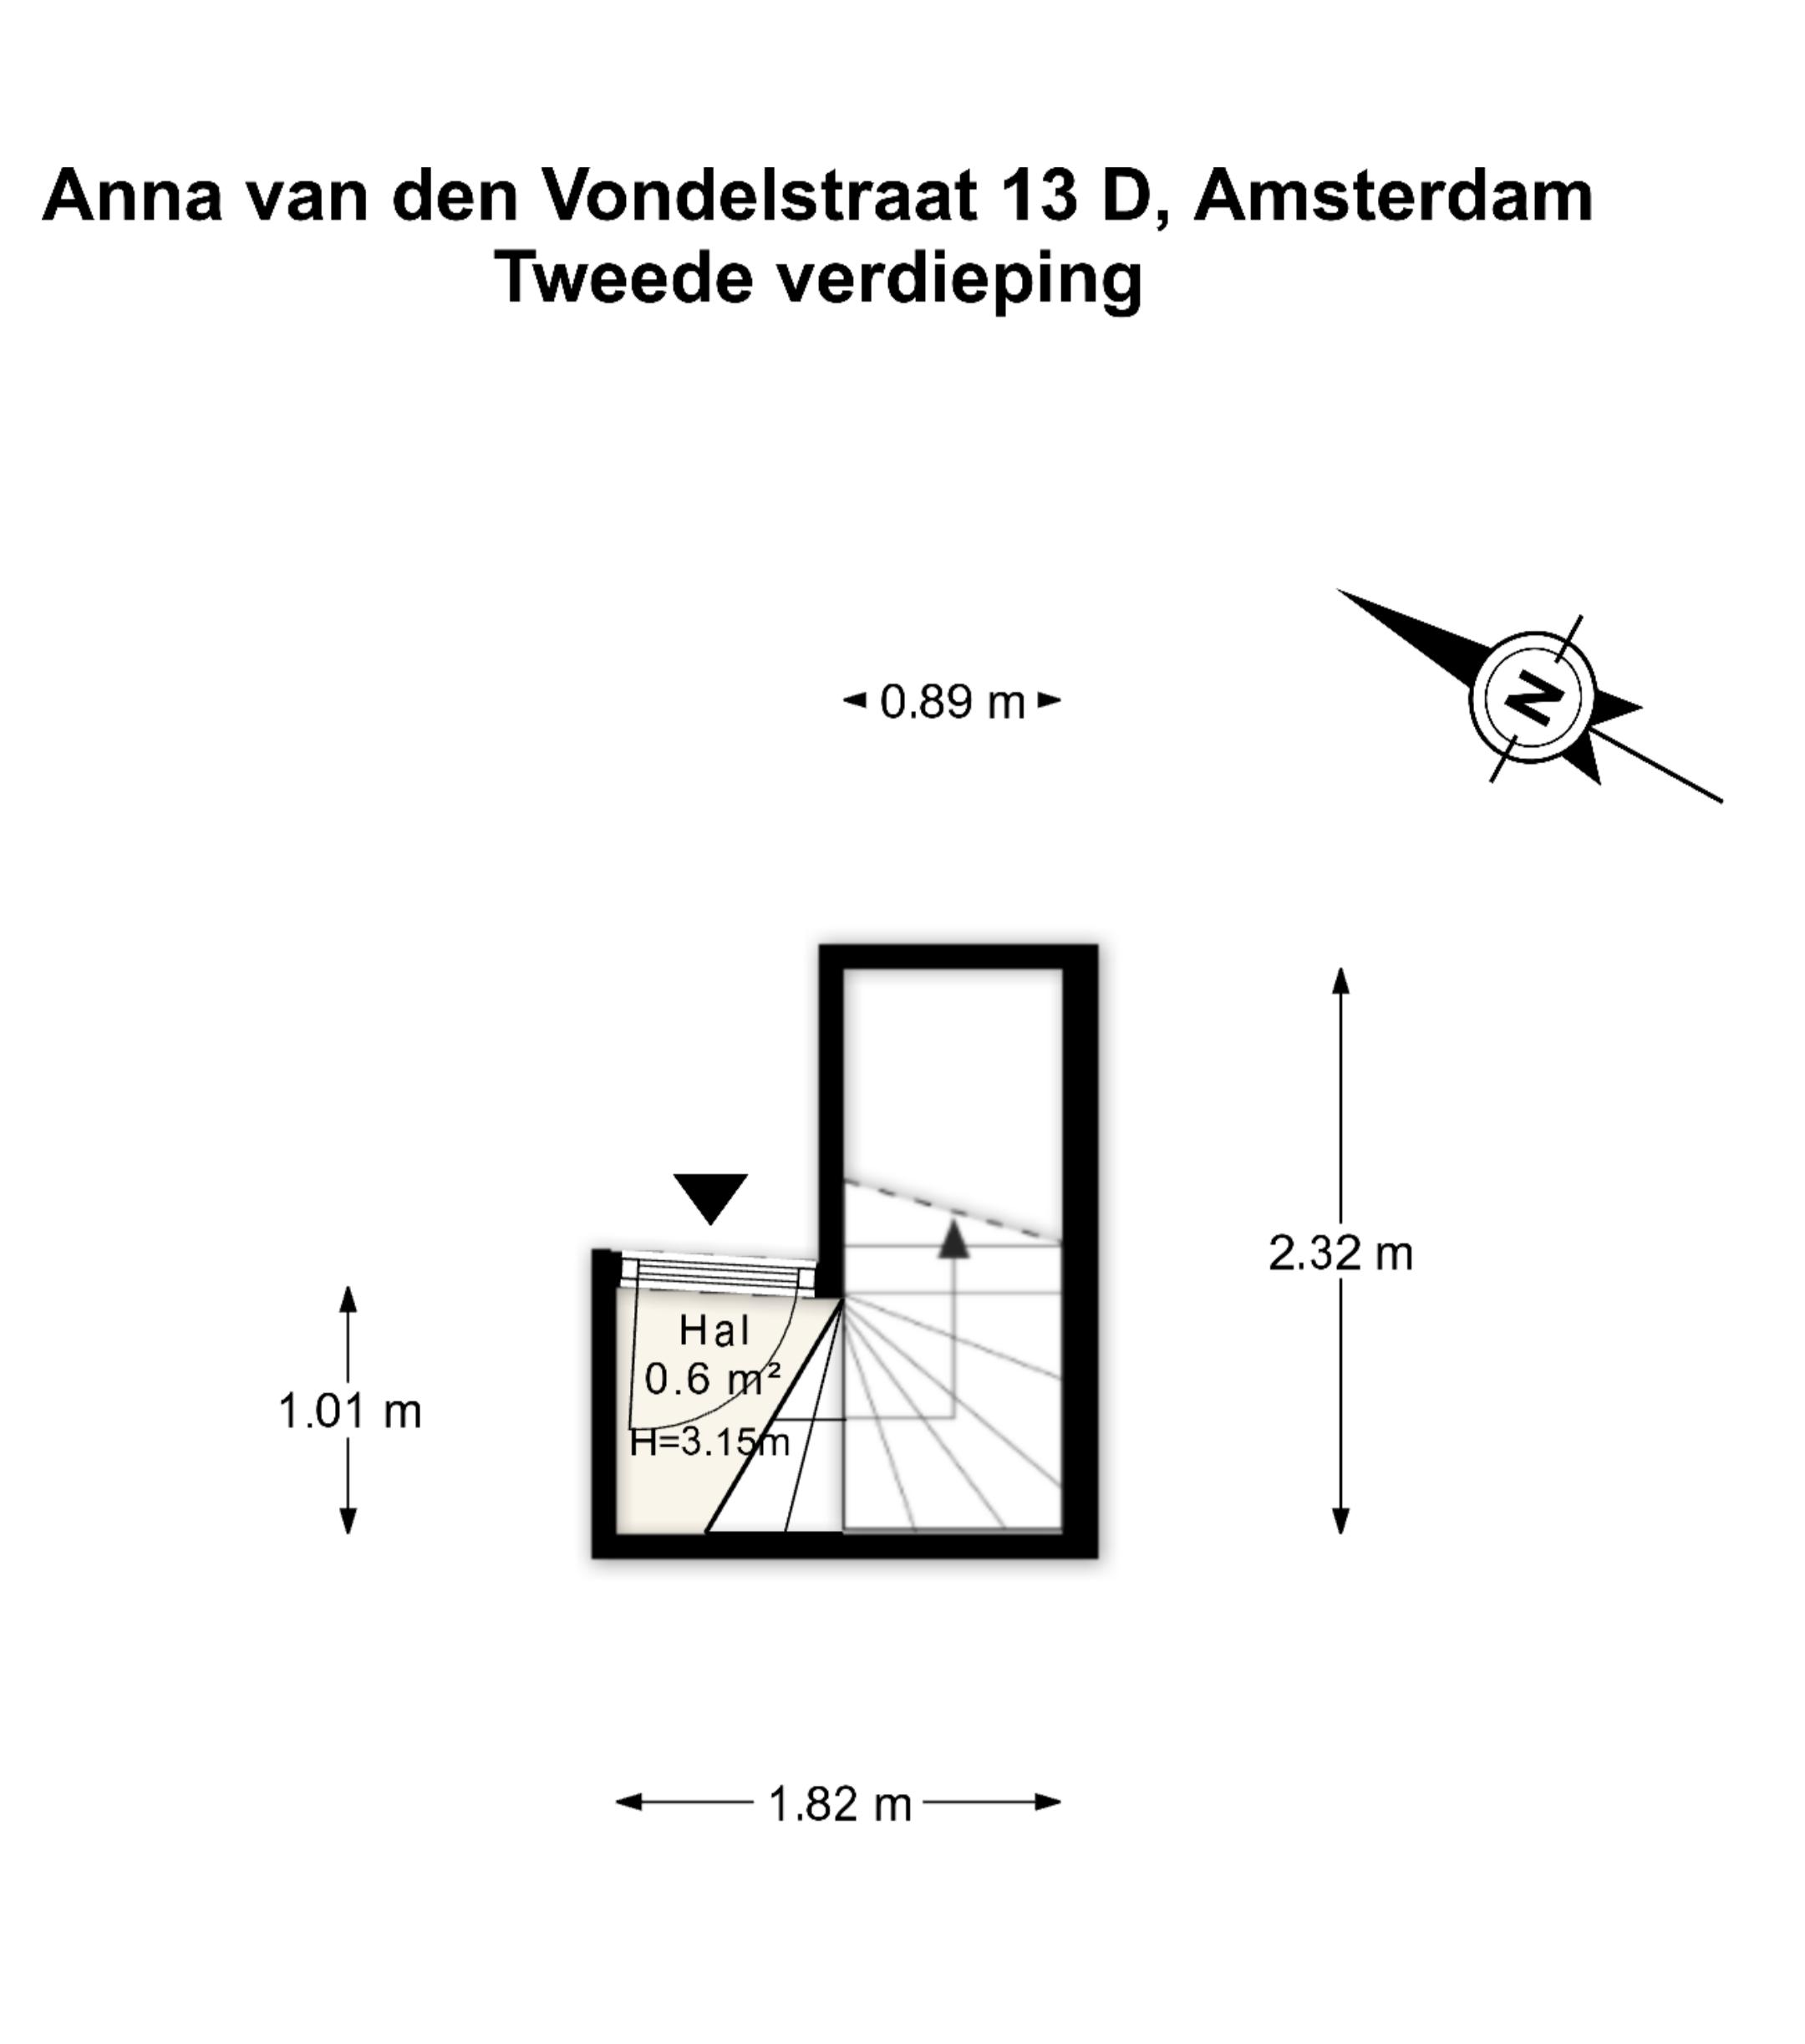 Anna van den Vondelstraat 13 D, Amsterdam
Tweede verdieping
N
0.89 m
2.32 m
Hal
0.6 m²
H=3.15m
1.01 m
1.82 m